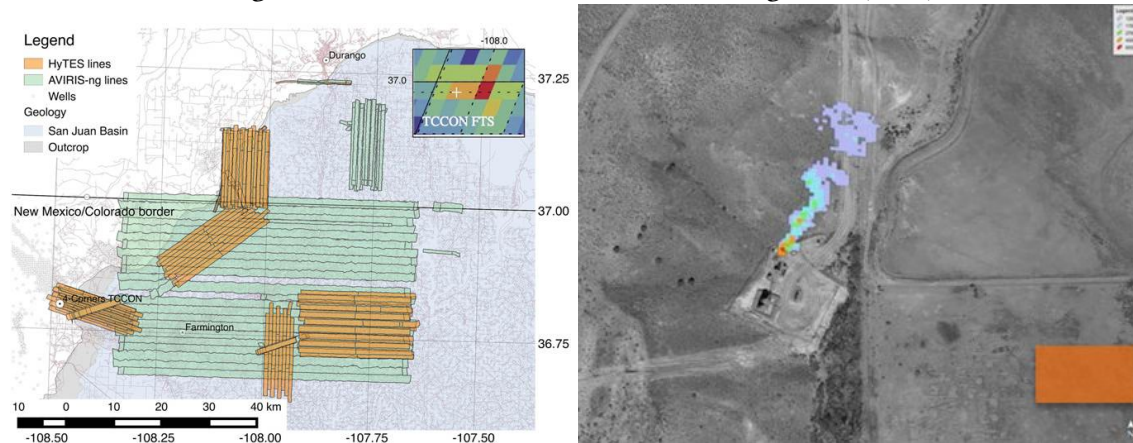 Legend
HyTES lines
AVIRIS-ng lines
Wells
Geology
San Juan Basin
Outcrop
Durango
-108.0
37.0
TCCON FTS
37.25
New Mexico/Colorado border
37.00
4-Corners TCCON
Farmington
36.75
10 0 10 20 30 40 km
-108.50 -108.25 -108.00 -107.75 -107.50
Legend